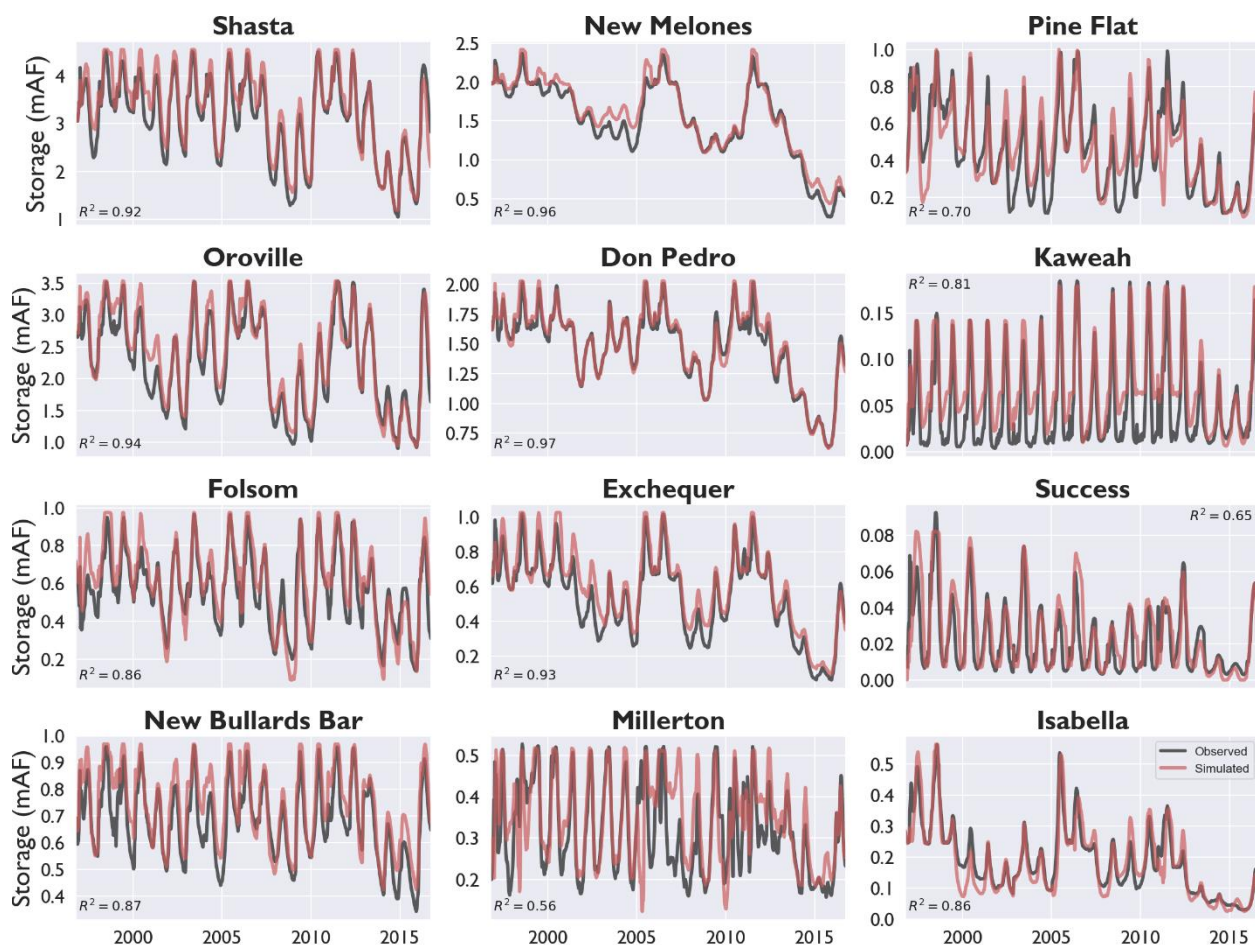 Shasta
New Melones
Pine Flat
Storage (mAF)
4
3
2
1
R² = 0.92
2.5
2.0
1.5
1.0
0.5
R² = 0.96
1.0
0.8
0.6
0.4
0.2
R² = 0.70
Oroville
Don Pedro
Kaweah
Storage (mAF)
3.5
3.0
2.5
2.0
1.5
1.0
R² = 0.94
2.00
1.75
1.50
1.25
1.00
0.75
R² = 0.97
R² = 0.81
0.15
0.10
0.05
0.00
Folsom
Exchequer
Success
Storage (mAF)
1.0
0.8
0.6
0.4
0.2
R² = 0.86
1.0
0.8
0.6
0.4
0.2
R² = 0.93
R² = 0.65
0.08
0.06
0.04
0.02
0.00
New Bullards Bar
Millerton
Isabella
Storage (mAF)
1.0
0.9
0.8
0.7
0.6
0.5
0.4
R² = 0.87
0.5
0.4
0.3
0.2
R² = 0.56
Observed
Simulated
0.5
0.4
0.3
0.2
0.1
0.0
R² = 0.86
2000 2005 2010 2015
2000 2005 2010 2015
2000 2005 2010 2015